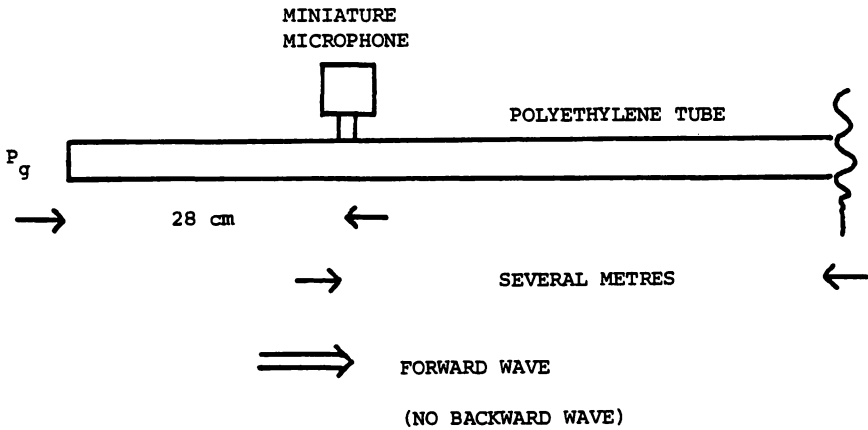 MINIATURE
MICROPHONE
POLYETHYLENE TUBE
Pg
28 cm
SEVERAL METRES
FORWARD WAVE
(NO BACKWARD WAVE)